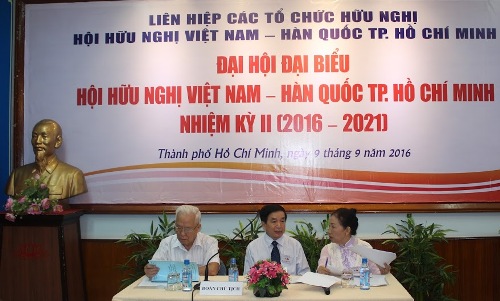 LIÊN HIỆP CÁC TỔ CHỨC HỮU NGHỊ
HỘI HỮU NGHỊ VIỆT NAM – HÀN QUỐC TP. HỒ CHÍ MINH
ĐẠI HỘI ĐẠI BIỂU
HỘI HỮU NGHỊ VIỆT NAM – HÀN QUỐC TP. HỒ CHÍ MINH
NHIỆM KỲ II (2016 – 2021)
Thành phố Hồ Chí Minh, ngày 9 tháng 9 năm 2016
ĐOÀN CHỦ TỊCH